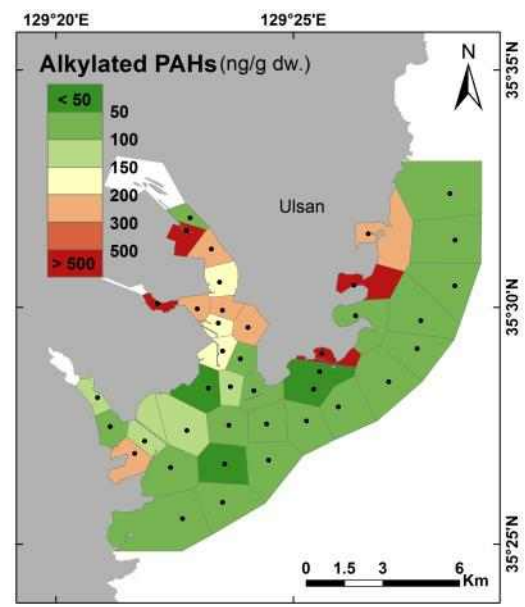 129°20'E 129°25'E
Alkylated PAHs (ng/g dw.)
N
< 50
50
100
150
200
300
500
> 500
Ulsan
35°35'N
35°30'N
35°25'N
0 1.5 3 6
Km